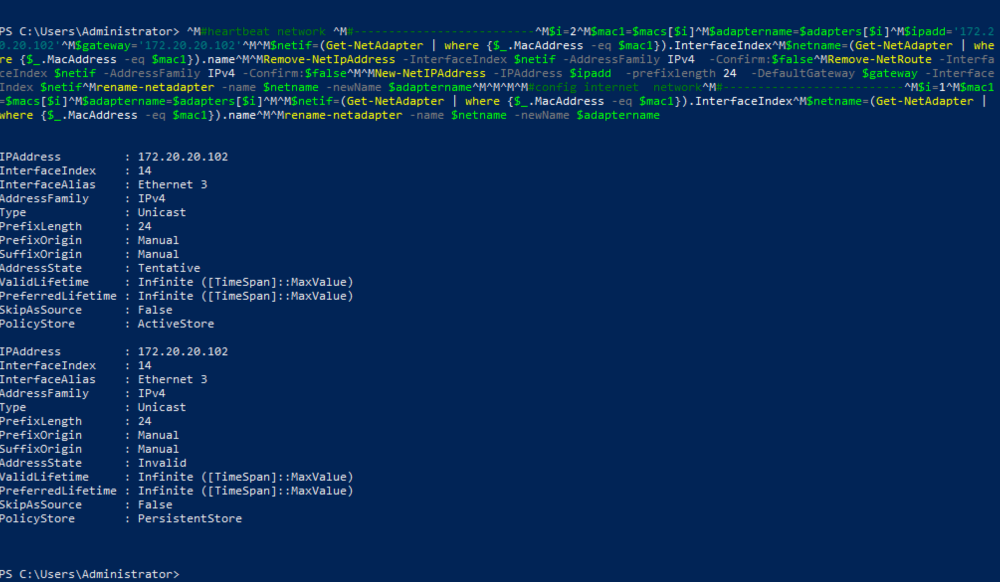 PS C:\Users\Administrator> ^M#heartbeat network ^M#--------------------------^M$i=2^M$mac1=$macs[$i]^M$adaptername=$adapters[$i]^M$ipadd='172.2
0.20.102'^M$gateway='172.20.20.102'^M^M$netif=(Get-NetAdapter | where {$_.MacAddress -eq $mac1}).InterfaceIndex^M$netname=(Get-NetAdapter | whe
re {$_.MacAddress -eq $mac1}).name^M^MRemove-NetIpAddress -InterfaceIndex $netif -AddressFamily IPv4  -Confirm:$false^MRemove-NetRoute -Interfa
ceIndex $netif -AddressFamily IPv4 -Confirm:$false^M^MNew-NetIPAddress -IPAddress $ipadd  -prefixlength 24  -DefaultGateway $gateway -Interface
Index $netif^Mrename-netadapter -name $netname -newName $adaptername^M^M^M^M#config internet  network^M#--------------------------^M$i=1^M$mac1
=$macs[$i]^M$adaptername=$adapters[$i]^M^M$netif=(Get-NetAdapter | where {$_.MacAddress -eq $mac1}).InterfaceIndex^M$netname=(Get-NetAdapter |
where {$_.MacAddress -eq $mac1}).name^M^Mrename-netadapter -name $netname -newName $adaptername
IPAddress         : 172.20.20.102
InterfaceIndex    : 14
InterfaceAlias    : Ethernet 3
AddressFamily     : IPv4
Type              : Unicast
PrefixLength      : 24
PrefixOrigin      : Manual
SuffixOrigin      : Manual
AddressState      : Tentative
ValidLifetime     : Infinite ([TimeSpan]::MaxValue)
PreferredLifetime : Infinite ([TimeSpan]::MaxValue)
SkipAsSource      : False
PolicyStore       : ActiveStore
IPAddress         : 172.20.20.102
InterfaceIndex    : 14
InterfaceAlias    : Ethernet 3
AddressFamily     : IPv4
Type              : Unicast
PrefixLength      : 24
PrefixOrigin      : Manual
SuffixOrigin      : Manual
AddressState      : Invalid
ValidLifetime     : Infinite ([TimeSpan]::MaxValue)
PreferredLifetime : Infinite ([TimeSpan]::MaxValue)
SkipAsSource      : False
PolicyStore       : PersistentStore
PS C:\Users\Administrator>